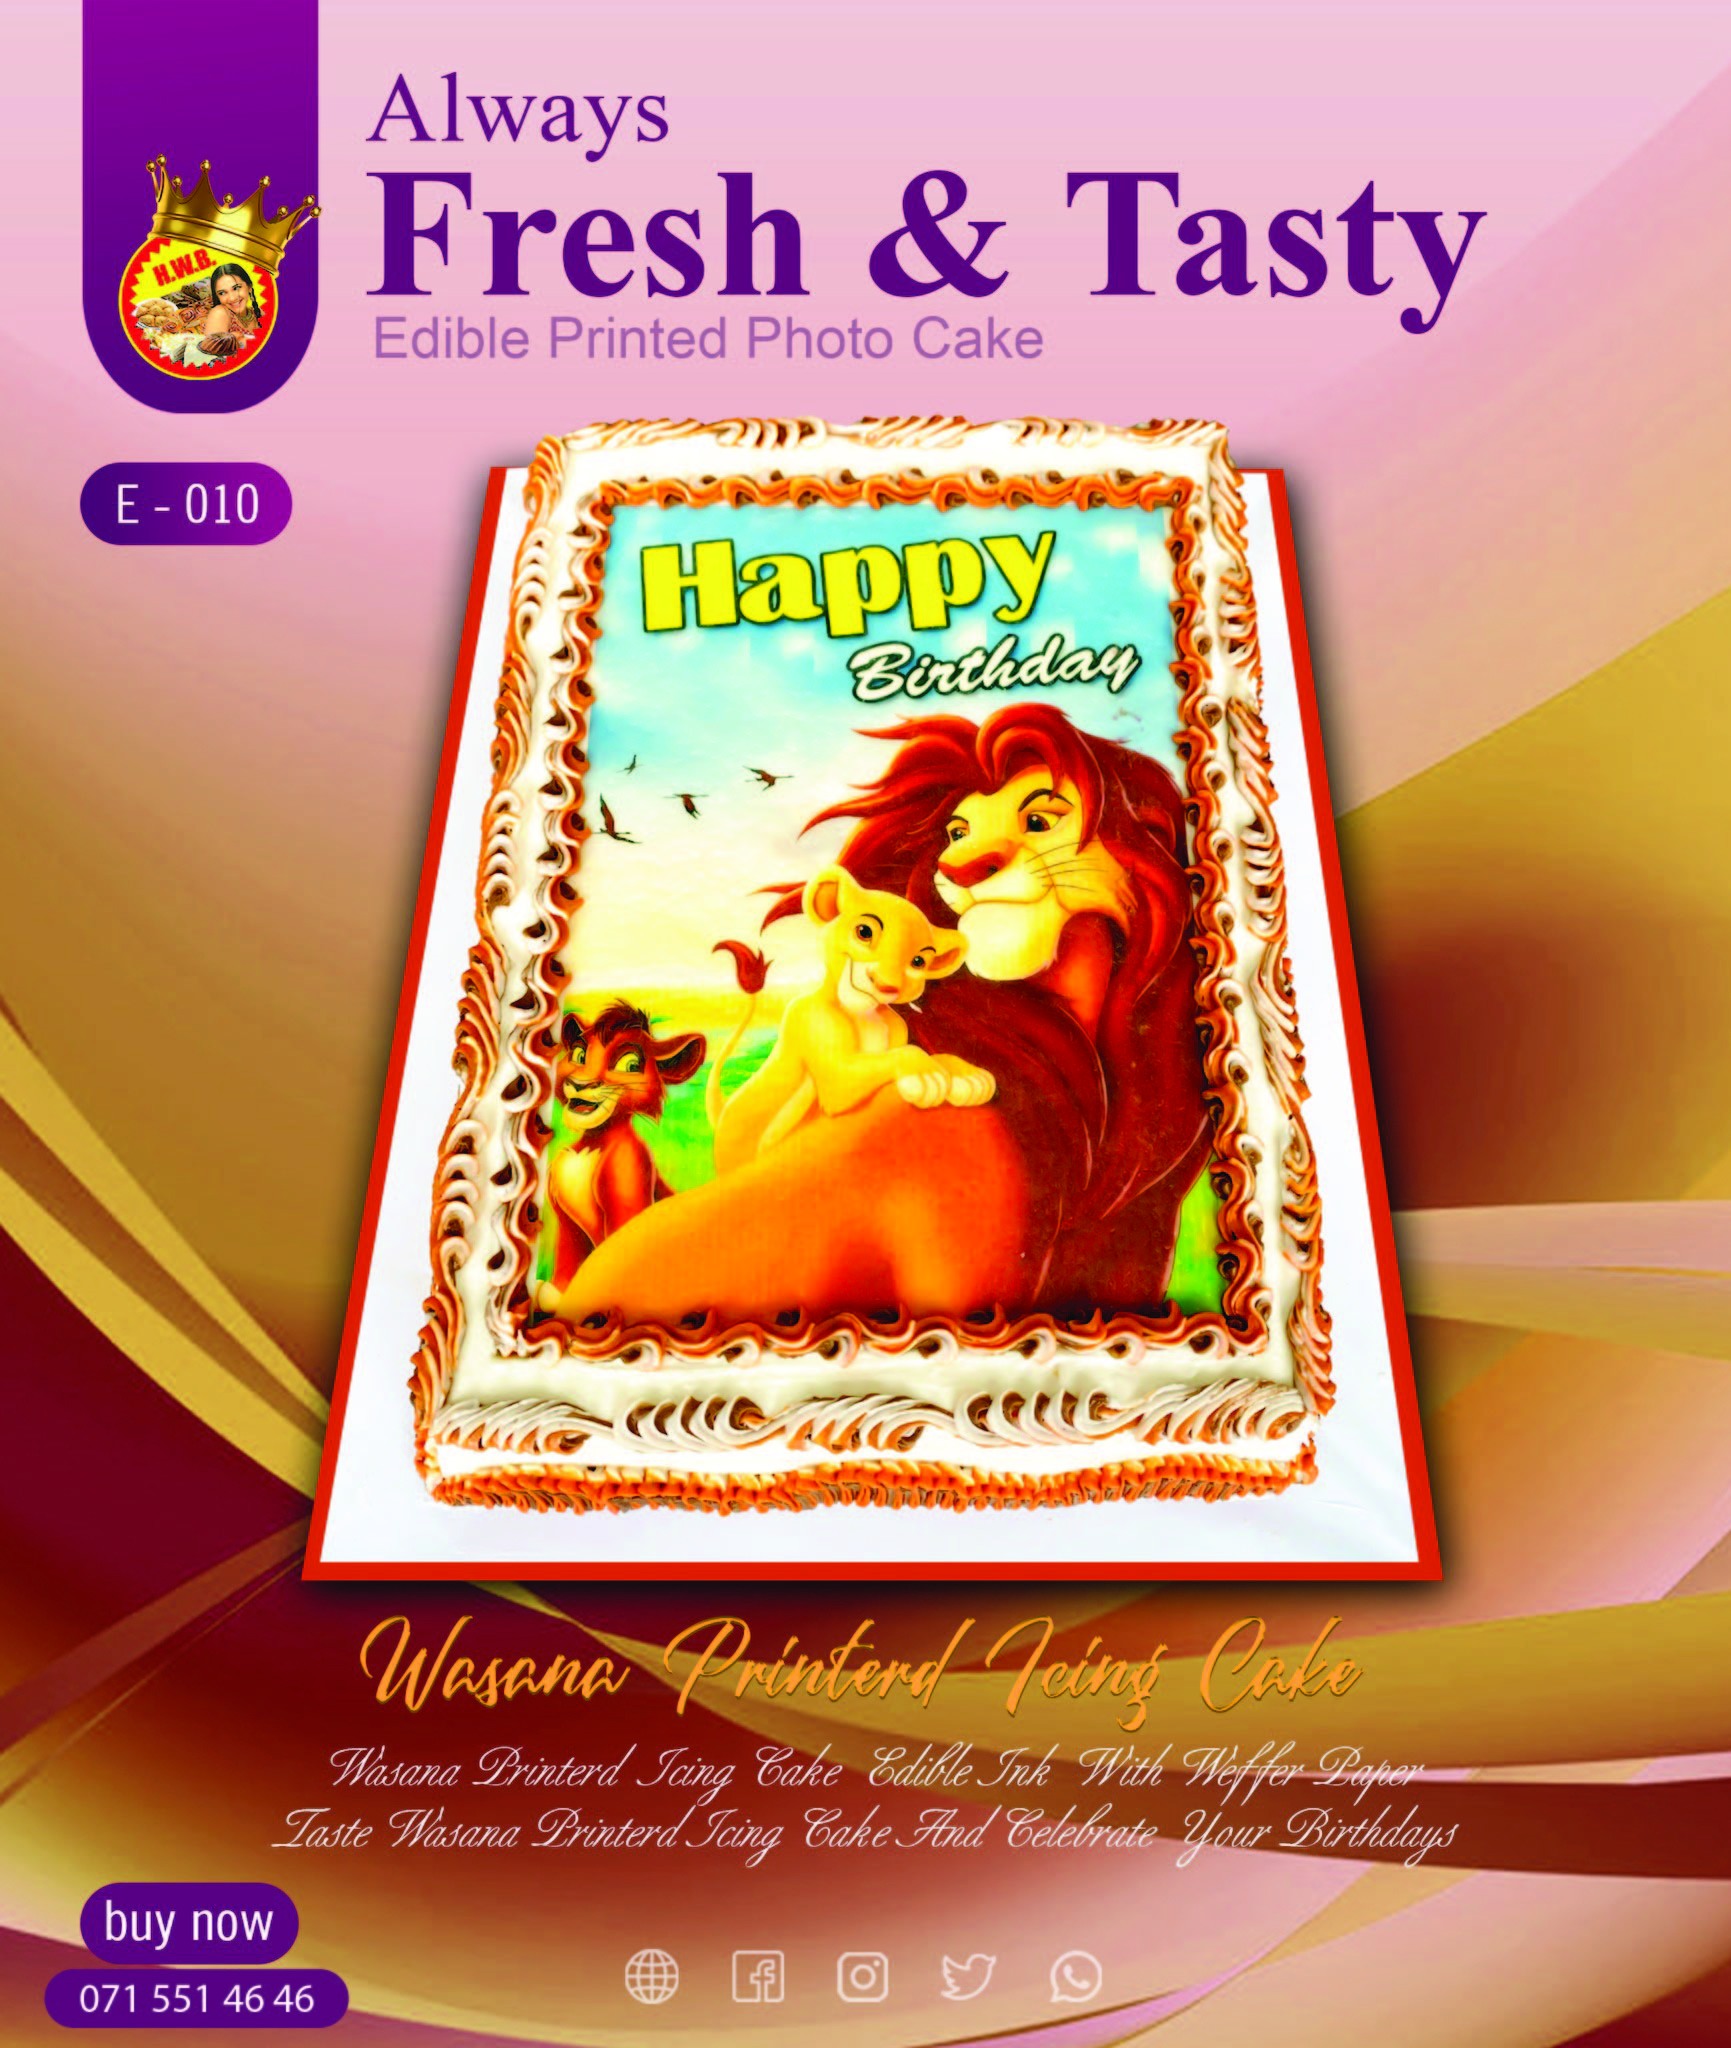 Always
Fresh & Tasty
Edible Printed Photo Cake
H.W.B.
E - 010
Happy
Birthday
Wasana Printerd Icing Cake
Wasana Printerd Icing Cake Edible Ink With Weffer Paper
Taste Wasana Printerd Icing Cake And Celebrate Your Birthdays
buy now
071 551 46 46